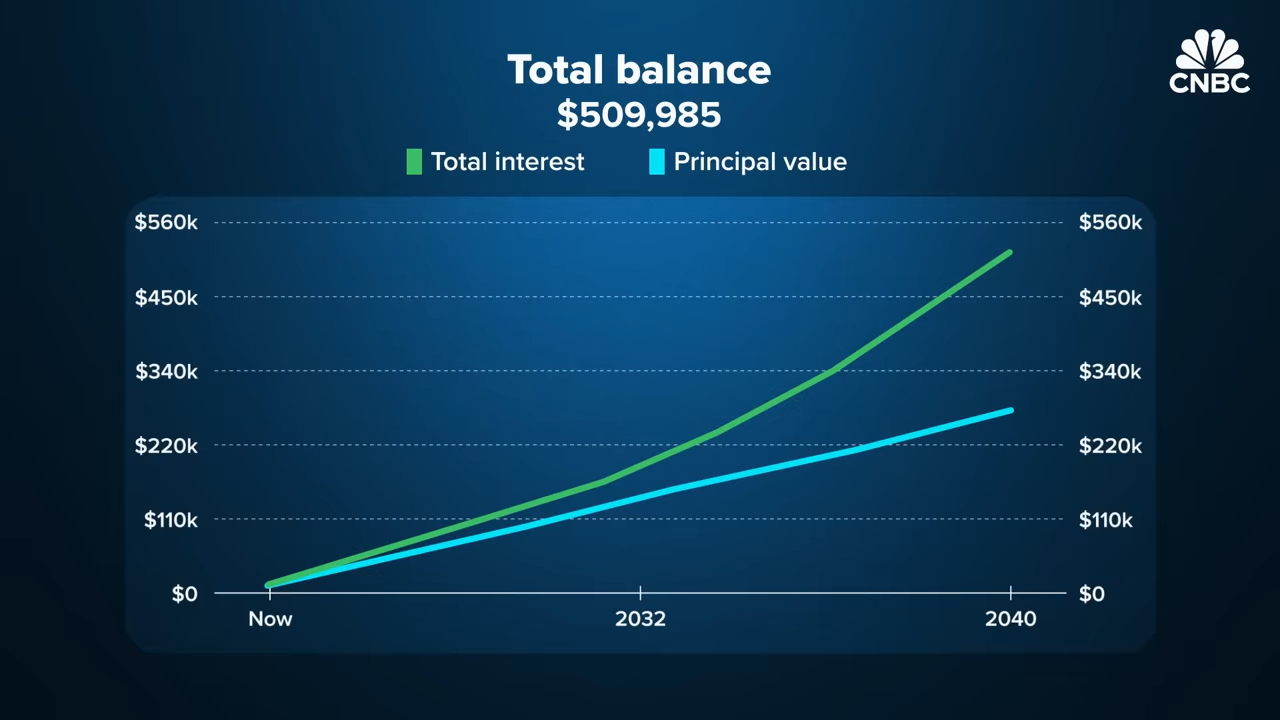 CNBC
Total balance
$509,985
Total interest Principal value
$560k $560k
$450k $450k
$340k $340k
$220k $220k
$110k $110k
$0 $0
Now 2032 2040